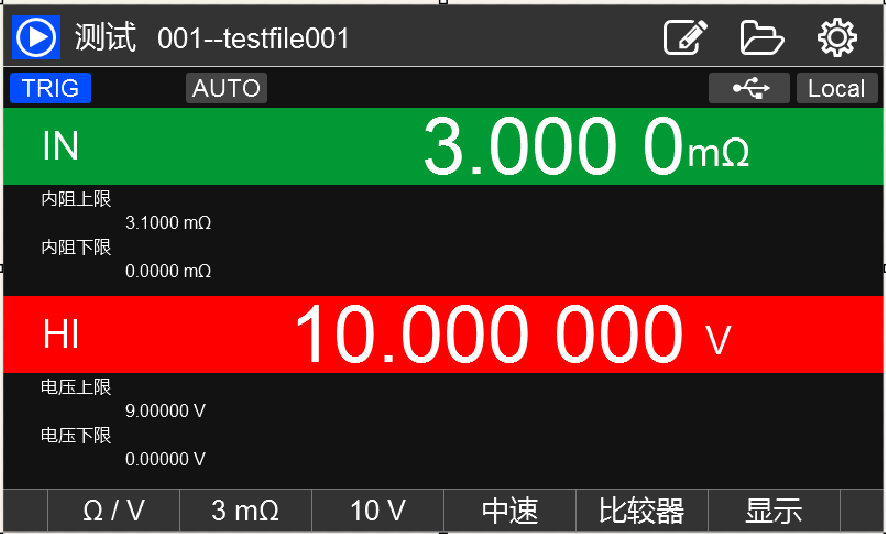 测试 001--testfile001
TRIG AUTO Local
IN 3.000 0mΩ
内阻上限
3.1000 mΩ
内阻下限
0.0000 mΩ
HI 10.000 000 V
电压上限
9.00000 V
电压下限
0.00000 V
Ω / V 3 mΩ 10 V 中速 比较器 显示